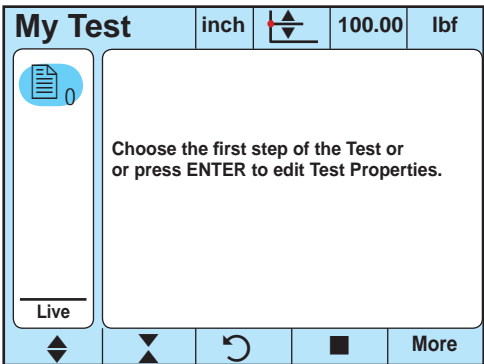 My Test inch 100.00 lbf
0
Choose the first step of the Test or
or press ENTER to edit Test Properties.
Live
More